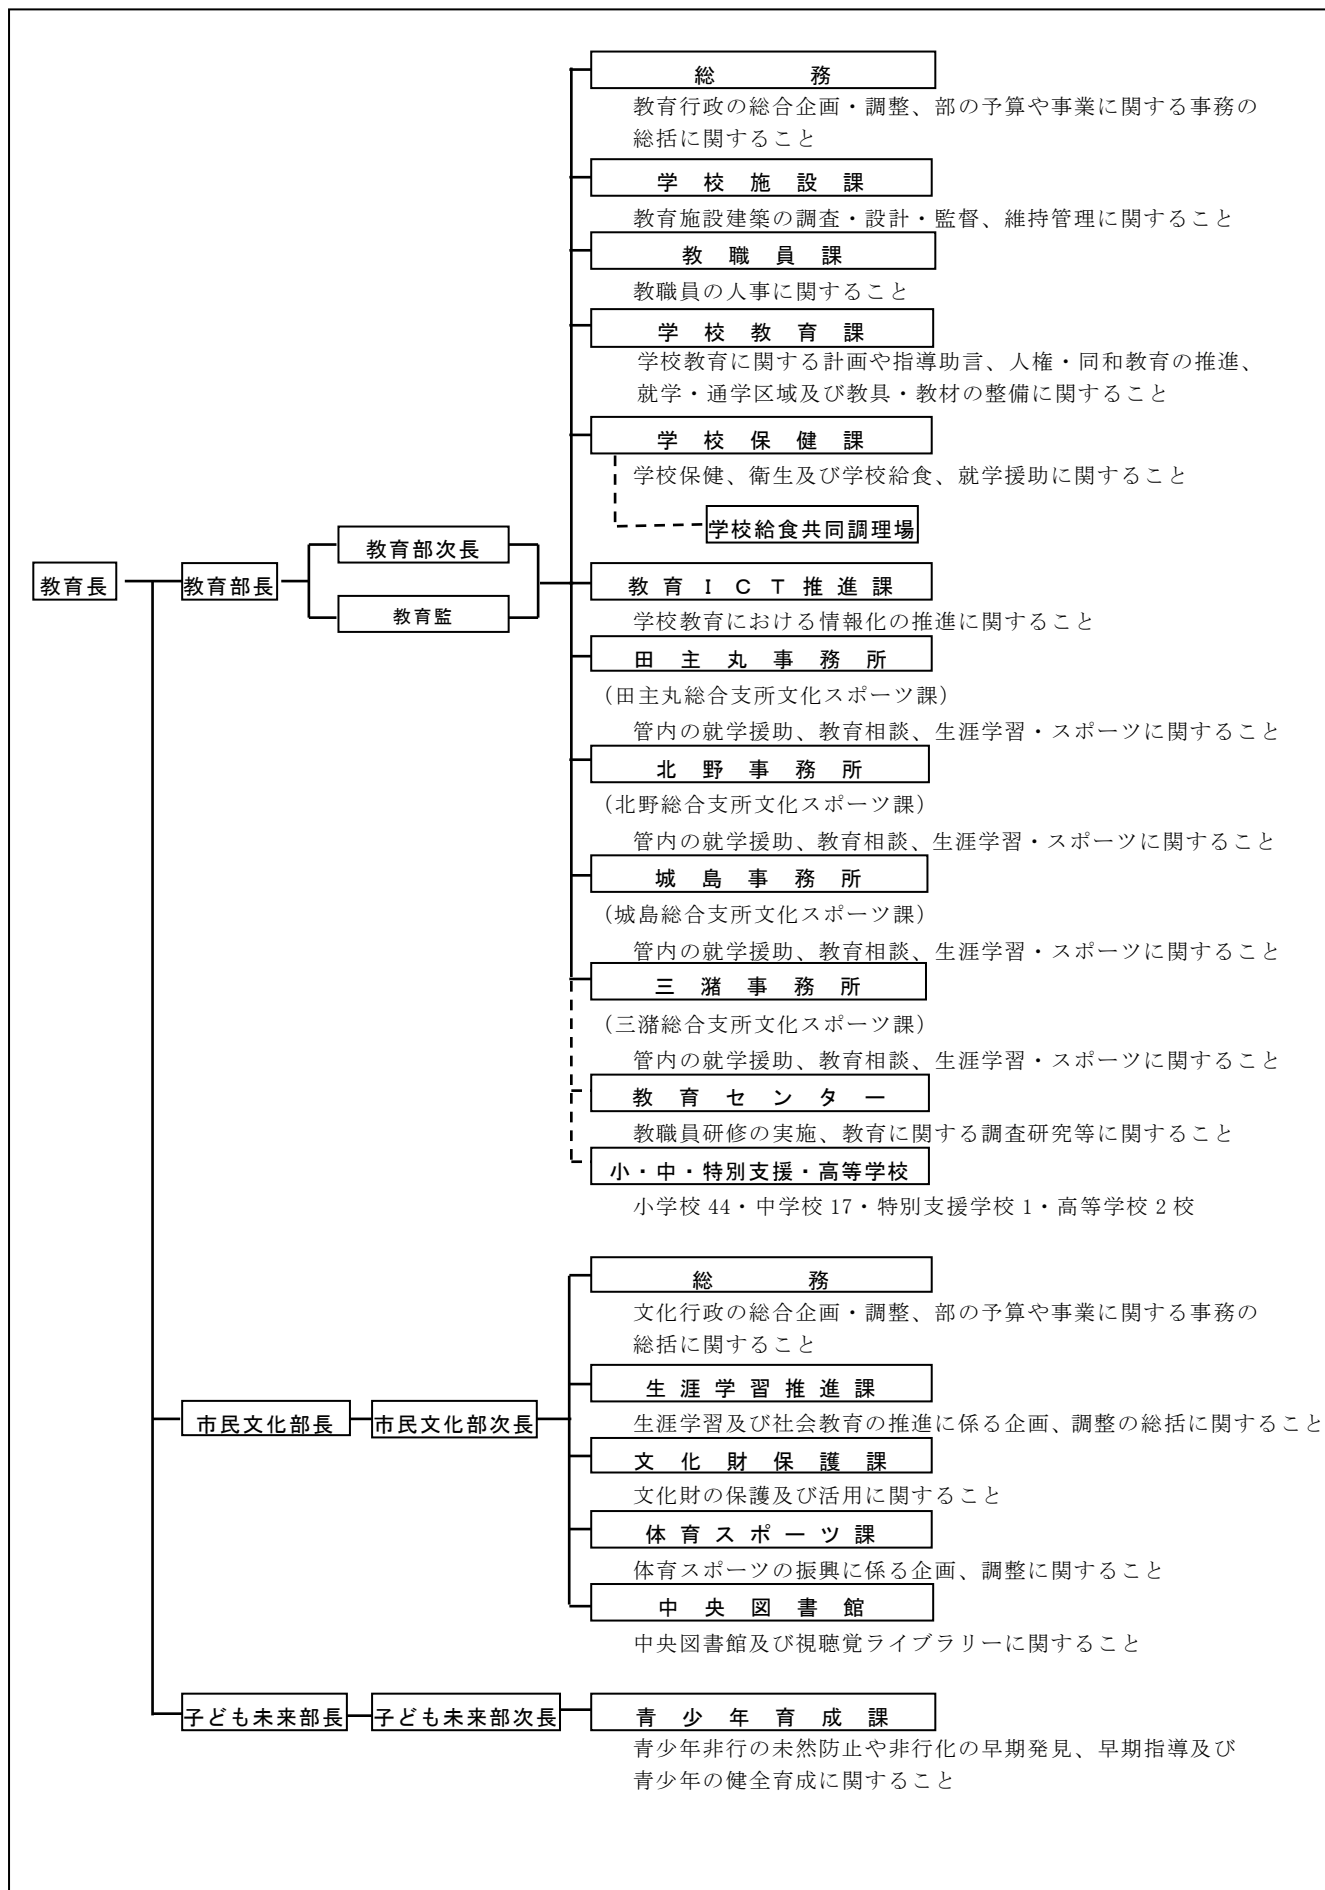 総務
教育行政の総合企画・調整、部の予算や事業に関する事務の
総括に関すること
学校施設課
教育施設建築の調査・設計・監督、維持管理に関すること
教職員課
教職員の人事に関すること
学校教育課
学校教育に関する計画や指導助言、人権・同和教育の推進、
就学・通学区域及び教具・教材の整備に関すること
学校保健課
学校保健、衛生及び学校給食、就学援助に関すること
学校給食共同調理場
教育長
教育部長
教育部次長
教育監
教育ICT推進課
学校教育における情報化の推進に関すること
田主丸事務所
（田主丸総合支所文化スポーツ課）
管内の就学援助、教育相談、生涯学習・スポーツに関すること
北野事務所
（北野総合支所文化スポーツ課）
管内の就学援助、教育相談、生涯学習・スポーツに関すること
城島事務所
（城島総合支所文化スポーツ課）
管内の就学援助、教育相談、生涯学習・スポーツに関すること
三潴事務所
（三潴総合支所文化スポーツ課）
管内の就学援助、教育相談、生涯学習・スポーツに関すること
教育センター
教職員研修の実施、教育に関する調査研究等に関すること
小・中・特別支援・高等学校
小学校 44・中学校 17・特別支援学校 1・高等学校 2 校
総務
文化行政の総合企画・調整、部の予算や事業に関する事務の
総括に関すること
生涯学習推進課
市民文化部長
市民文化部次長
生涯学習及び社会教育の推進に係る企画、調整の総括に関すること
文化財保護課
文化財の保護及び活用に関すること
体育スポーツ課
体育スポーツの振興に係る企画、調整に関すること
中央図書館
中央図書館及び視聴覚ライブラリーに関すること
子ども未来部長
子ども未来部次長
青少年育成課
青少年非行の未然防止や非行化の早期発見、早期指導及び
青少年の健全育成に関すること